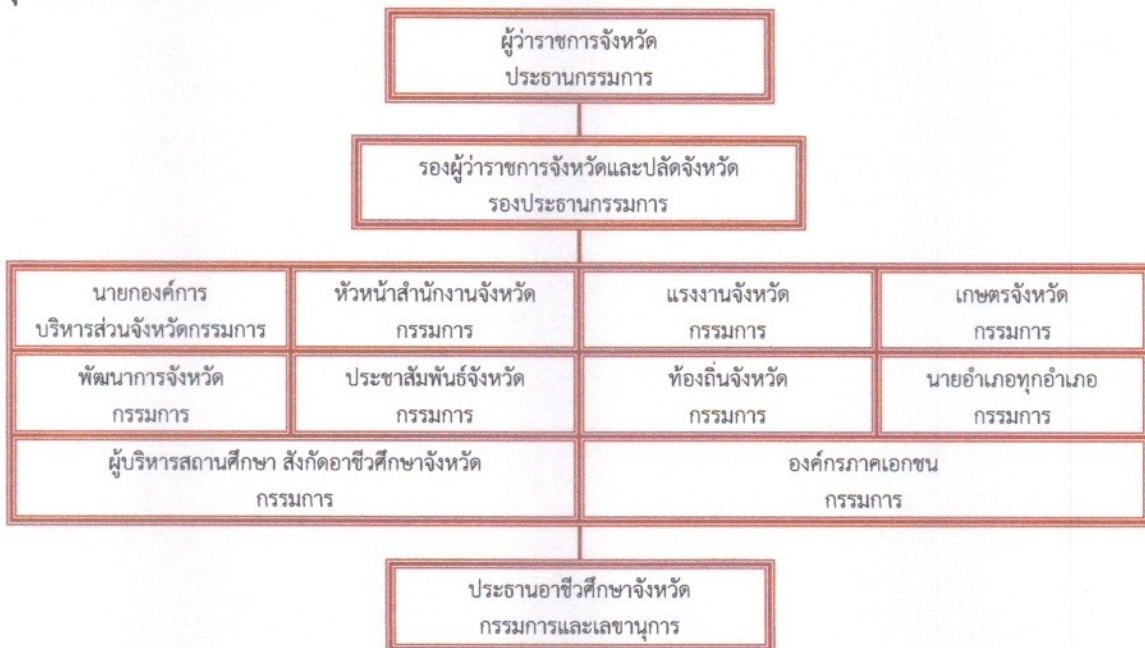 ผู้ว่าราชการจังหวัด
ประธานกรรมการ
รองผู้ว่าราชการจังหวัดและปลัดจังหวัด
รองประธานกรรมการ
นายกองค์การ
บริหารส่วนจังหวัดกรรมการ
หัวหน้าสำนักงานจังหวัด
กรรมการ
แรงงานจังหวัด
กรรมการ
เกษตรจังหวัด
กรรมการ
พัฒนาการจังหวัด
กรรมการ
ประชาสัมพันธ์จังหวัด
กรรมการ
ท้องถิ่นจังหวัด
กรรมการ
นายอำเภอทุกอำเภอ
กรรมการ
ผู้บริหารสถานศึกษา สังกัดอาชีวศึกษาจังหวัด
กรรมการ
องค์กรภาคเอกชน
กรรมการ
ประธานอาชีวศึกษาจังหวัด
กรรมการและเลขานุการ